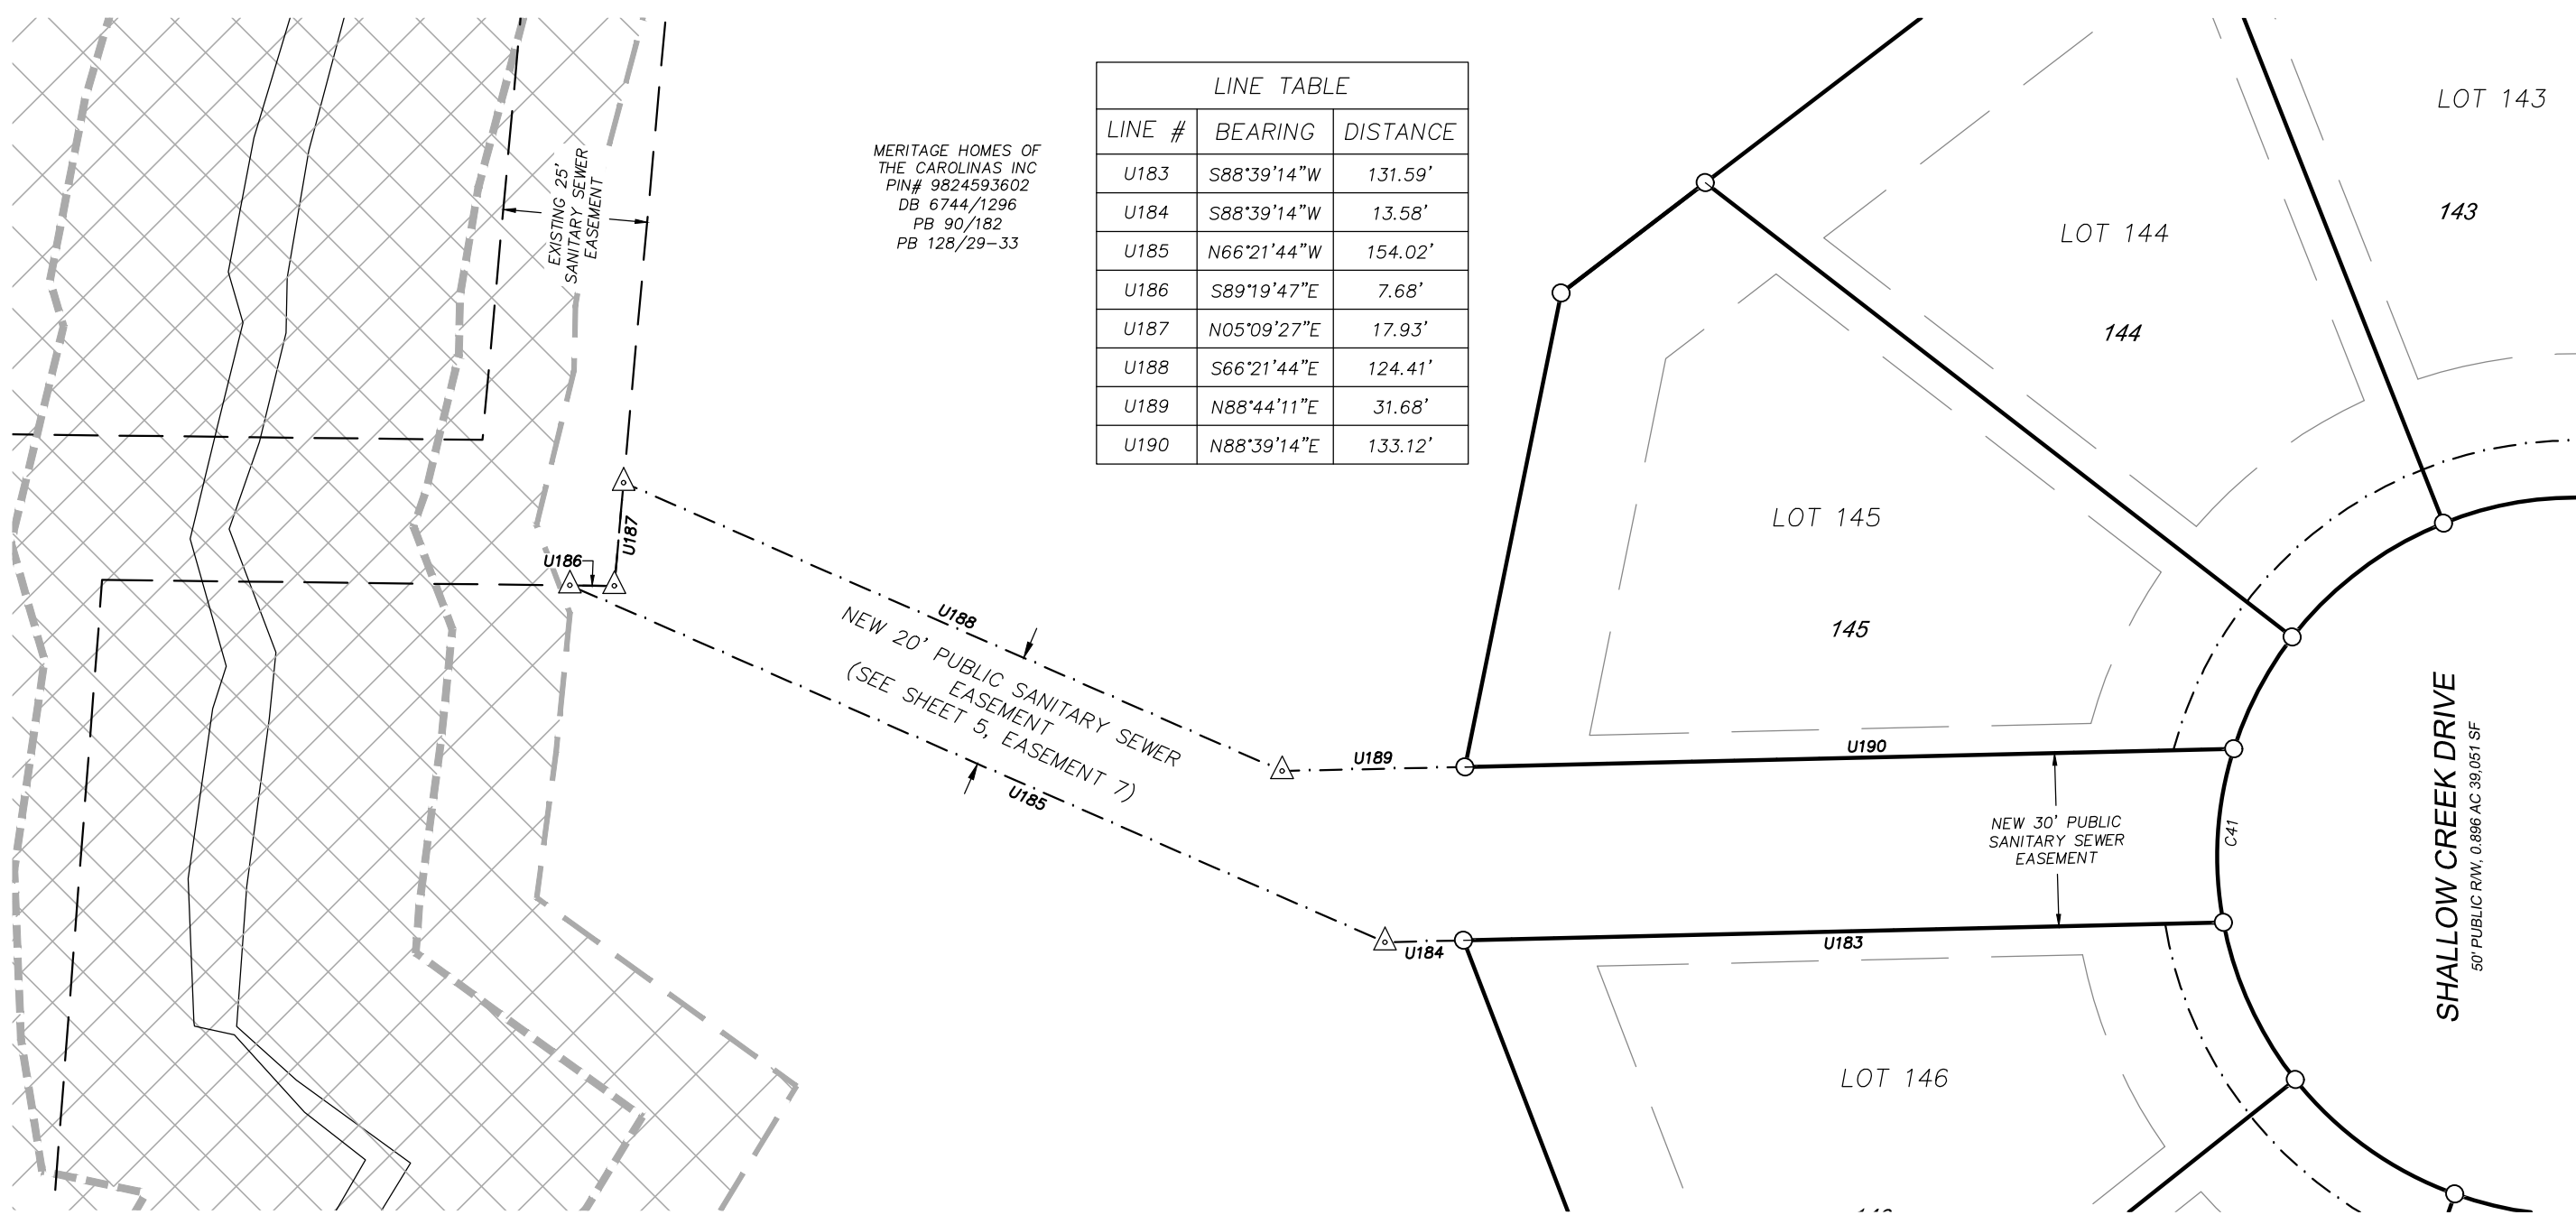 EXISTING 25'
SANITARY SEWER
EASEMENT
MERITAGE HOMES OF
THE CAROLINAS INC
PIN# 9824593602
DB 6744/1296
PB 90/182
PB 128/29-33
LINE TABLE
LINE # BEARING DISTANCE
U183 S88°39'14"W 131.59'
U184 S88°39'14"W 13.58'
U185 N66°21'44"W 154.02'
U186 S89°19'47"E 7.68'
U187 N05°09'27"E 17.93'
U188 S66°21'44"E 124.41'
U189 N88°44'11"E 31.68'
U190 N88°39'14"E 133.12'
LOT 143
143
LOT 144
144
LOT 145
145
U186
U187
U188
NEW 20' PUBLIC SANITARY SEWER
EASEMENT
(SEE SHEET 5, EASEMENT 7)
U185
U189
U190
NEW 30' PUBLIC
SANITARY SEWER
EASEMENT
C41
U184
U183
SHALLOW CREEK DRIVE
50' PUBLIC R/W, 0.896 AC 39,051 SF
LOT 146